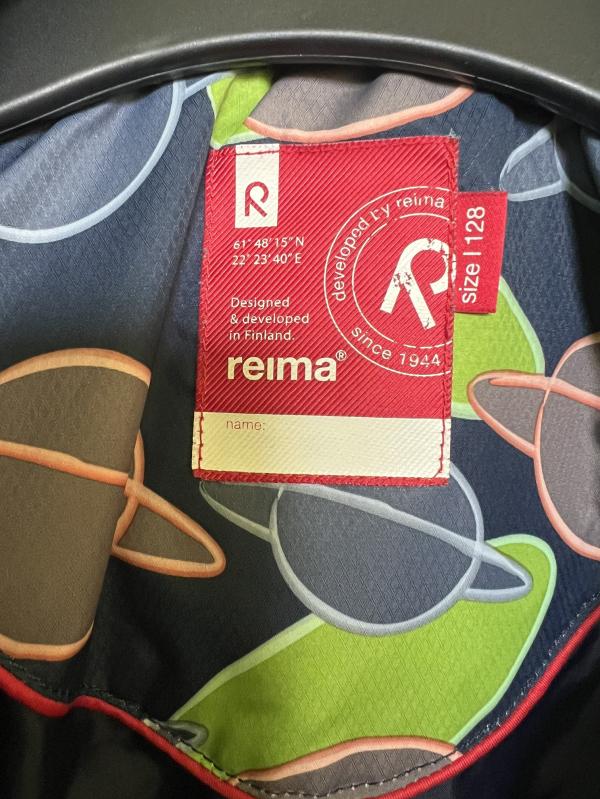 61° 48' 15" N
22° 23' 40" E
developed by reima
since 1944
Designed
& developed
in Finland.
reima®
name:
size | 128